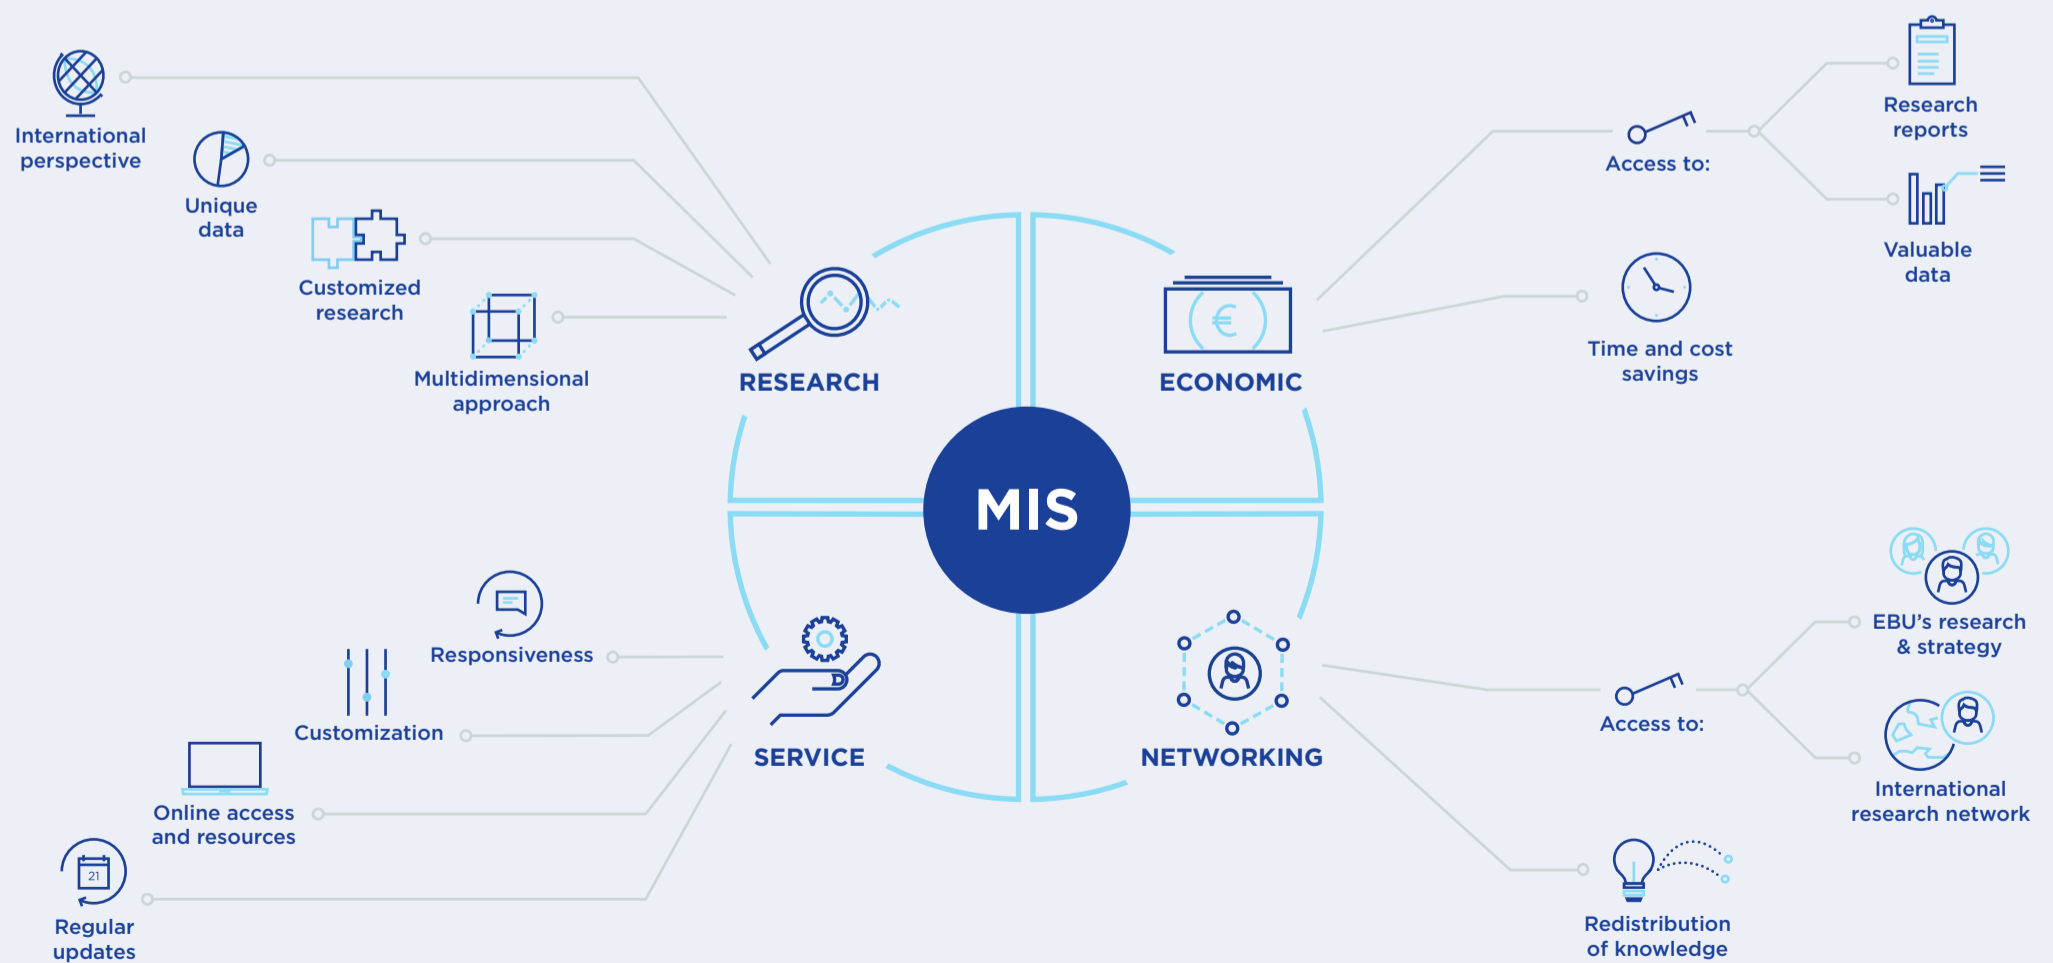 International
perspective
Unique
data
Customized
research
Multidimensional
approach
RESEARCH
€
ECONOMIC
Access to:
Research
reports
Valuable
data
Time and cost
savings
MIS
Responsiveness
Customization
Online access
and resources
21
Regular
updates
SERVICE
NETWORKING
Access to:
EBU's research
& strategy
International
research network
Redistribution
of knowledge